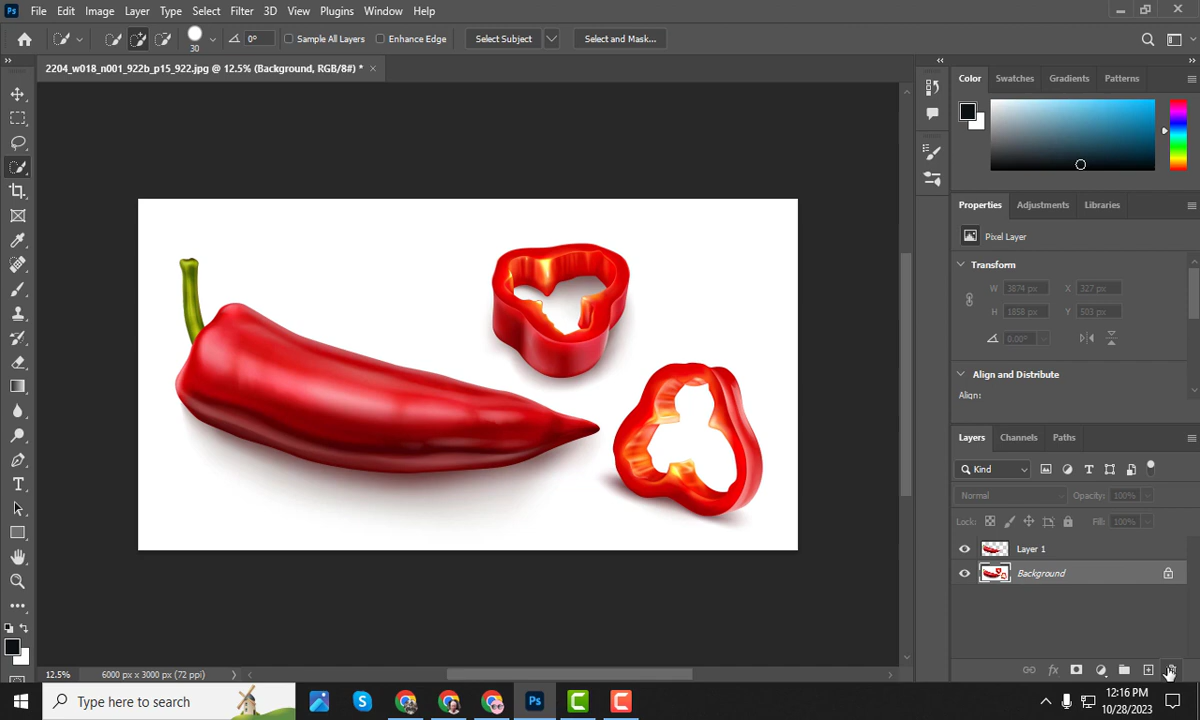 Ps File Edit Image Layer Type Select Filter 3D View Plugins Window Help
30 0° Sample All Layers Enhance Edge Select Subject Select and Mask...
2204_w018_n001_922b_p15_922.jpg @ 12.5% (Background, RGB/8#) * ×
Color Swatches Gradients Patterns
Properties Adjustments Libraries
Pixel Layer
Transform
W 3874 px X 327 px
H 1858 px Y 503 px
0.00°
Align and Distribute
Align:
Layers Channels Paths
Kind
Normal Opacity: 100%
Lock: Fill: 100%
Layer 1
Background
12.5% 6000 px x 3000 px (72 ppi)
Type here to search
12:16 PM
10/28/2023